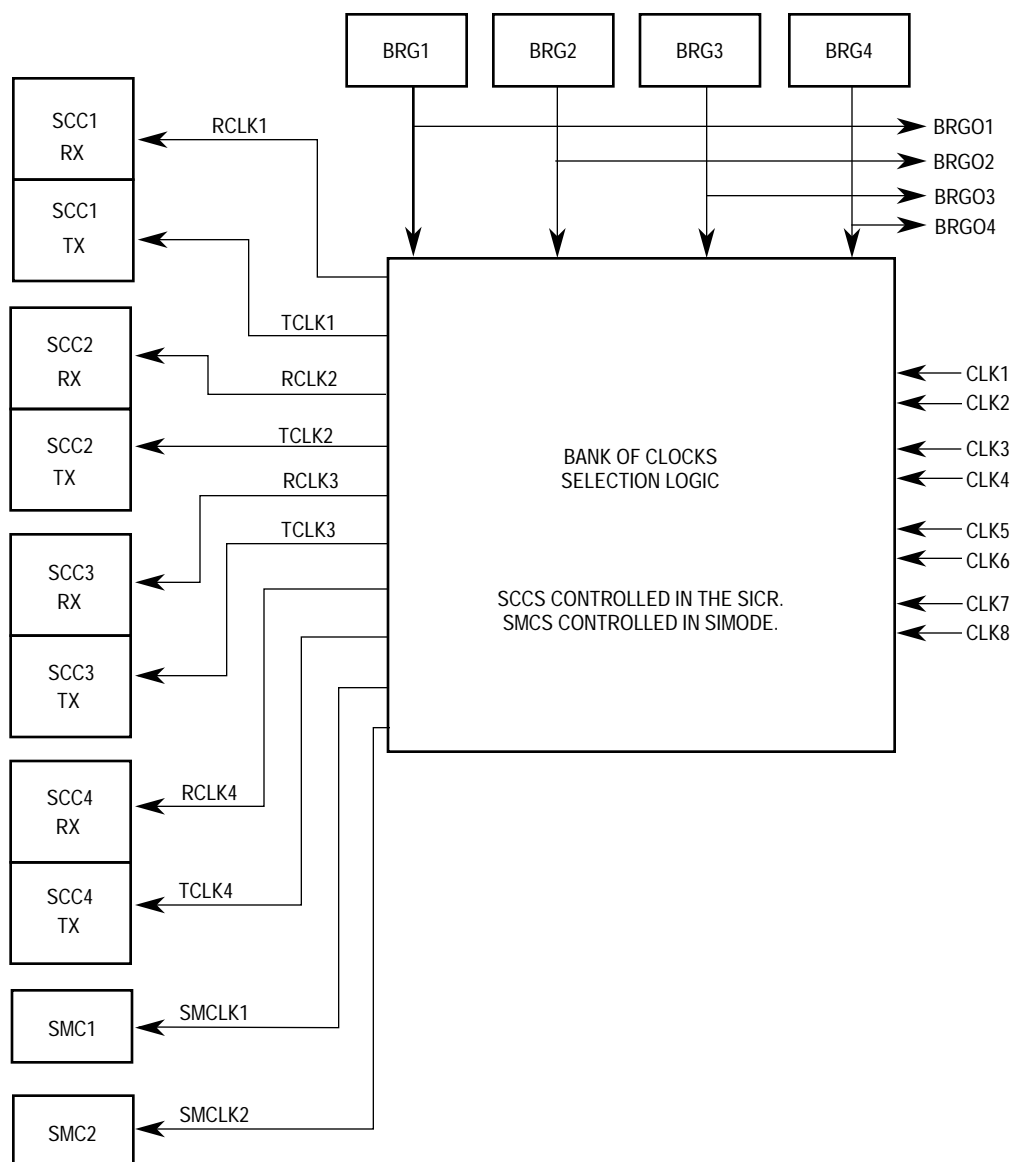 BRG1
BRG2
BRG3
BRG4
SCC1
RX
RCLK1
BRGO1
BRGO2
BRGO3
BRGO4
SCC1
TX
TCLK1
SCC2
RX
RCLK2
CLK1
CLK2
SCC2
TX
TCLK2
CLK3
CLK4
BANK OF CLOCKS
SELECTION LOGIC
RCLK3
TCLK3
CLK5
CLK6
SCC3
RX
SCCS CONTROLLED IN THE SICR.
SMCS CONTROLLED IN SIMODE.
CLK7
CLK8
SCC3
TX
SCC4
RX
RCLK4
SCC4
TX
TCLK4
SMC1
SMCLK1
SMC2
SMCLK2